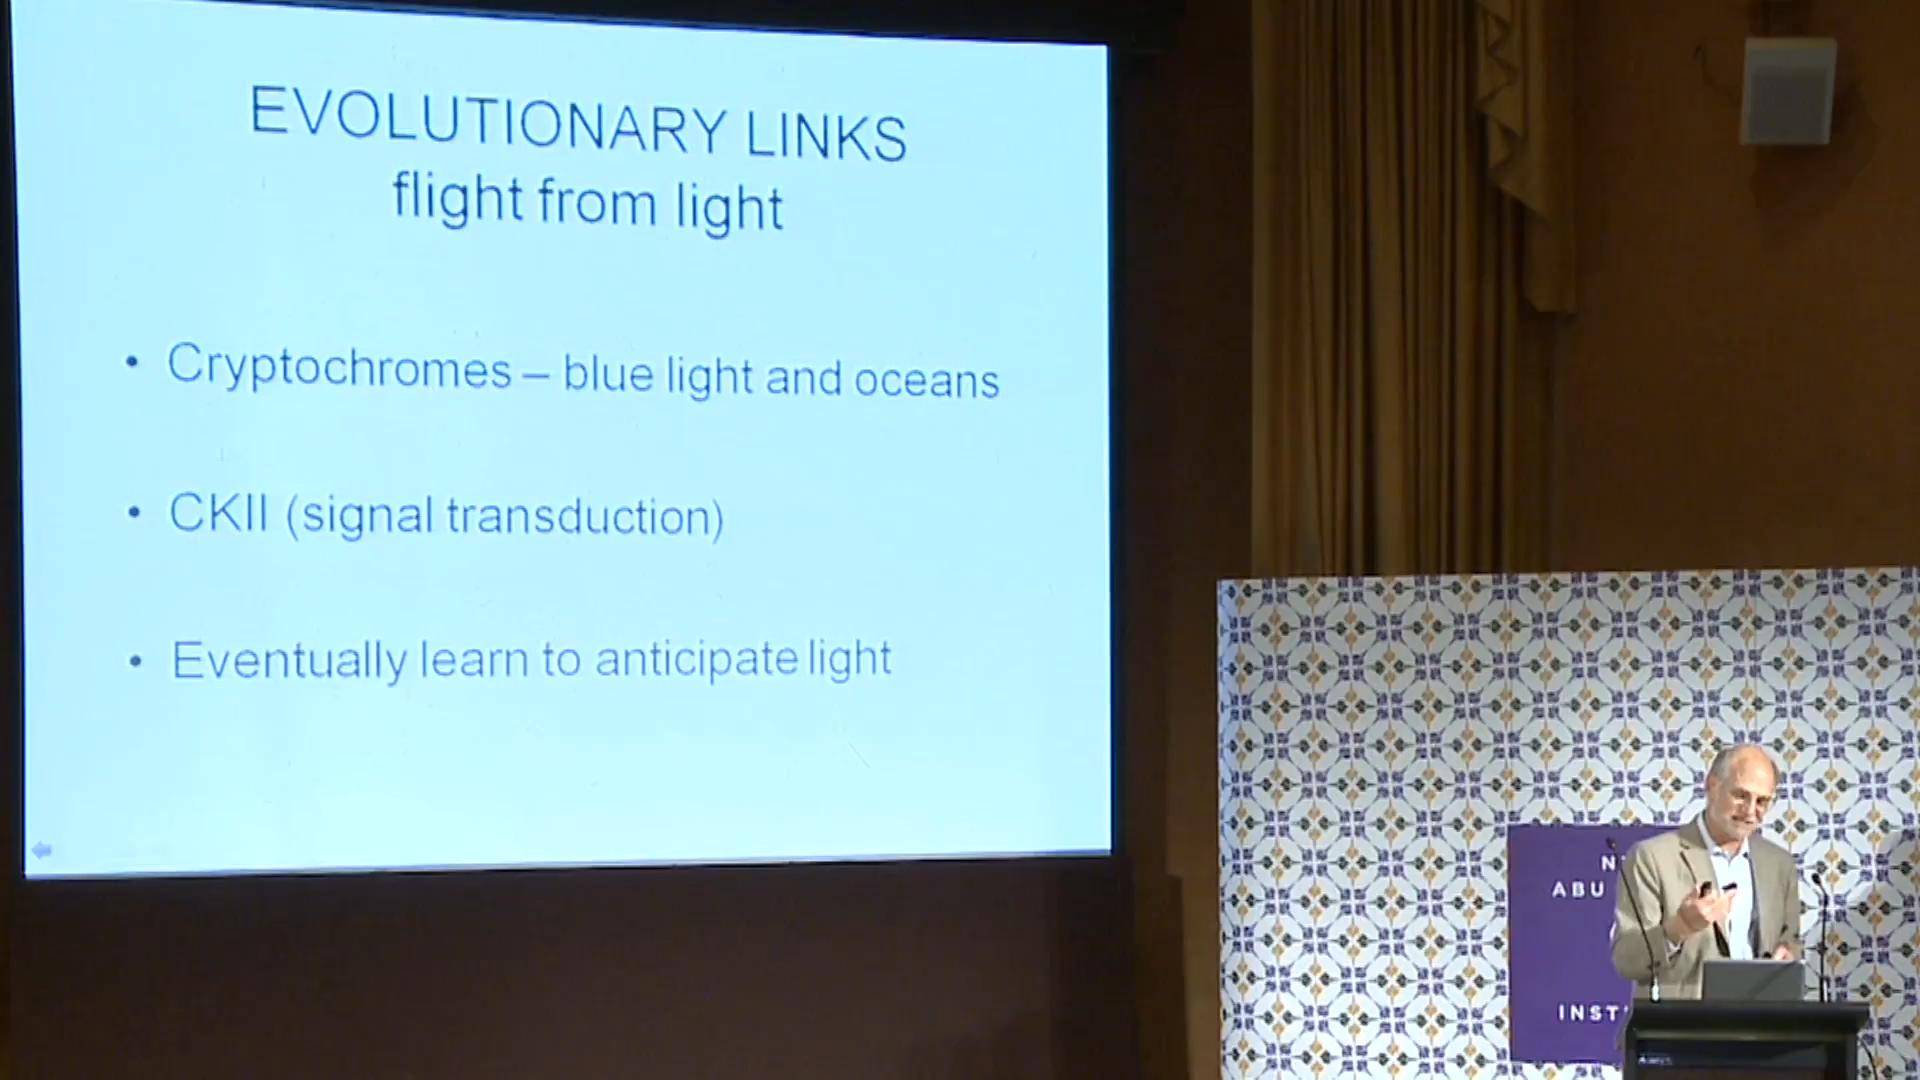 EVOLUTIONARY LINKS
flight from light
• Cryptochromes – blue light and oceans
• CKII (signal transduction)
• Eventually learn to anticipate light
N
ABU
INST